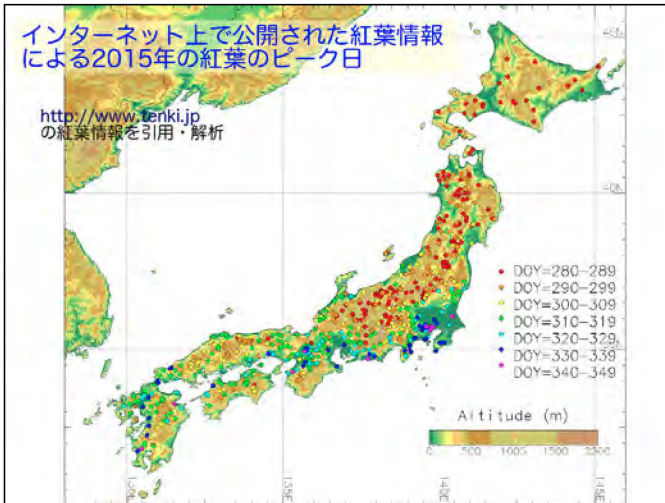 インターネット上で公開された紅葉情報
による2015年の紅葉のピーク日
http://www.tenki.jp
の紅葉情報を引用・解析
45N
40N
DOY=280-289
DOY=290-299
DOY=300-309
DOY=310-319
DOY=320-329
DOY=330-339
DOY=340-349
Altitude (m)
0 500 1000 1500 2300
130E 135E 140E 145E